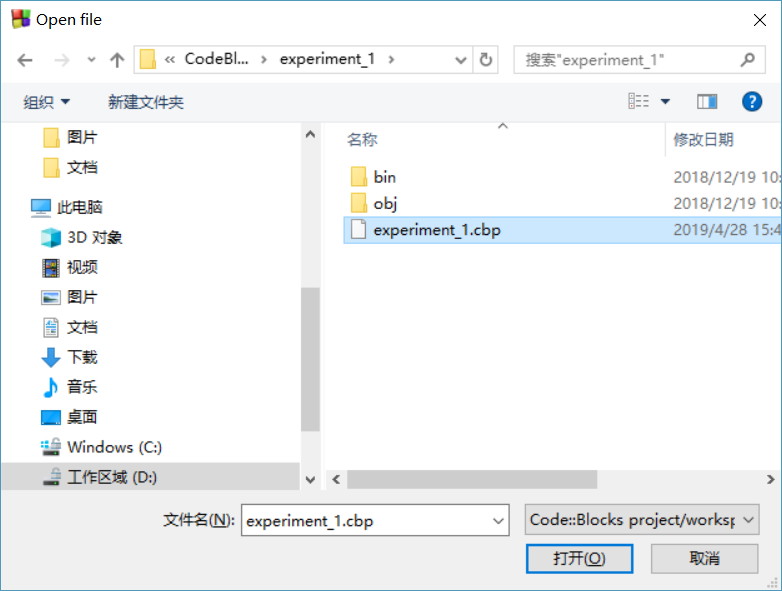 Open file
« CodeBl... › experiment_1 ›
搜索"experiment_1"
组织 新建文件夹
图片
文档
此电脑
3D 对象
视频
图片
文档
下载
音乐
桌面
Windows (C:)
工作区域 (D:)
名称 修改日期
bin 2018/12/19 10:
obj 2018/12/19 10:
experiment_1.cbp 2019/4/28 15:4
文件名(N): experiment_1.cbp
Code::Blocks project/worksp
打开(O) 取消